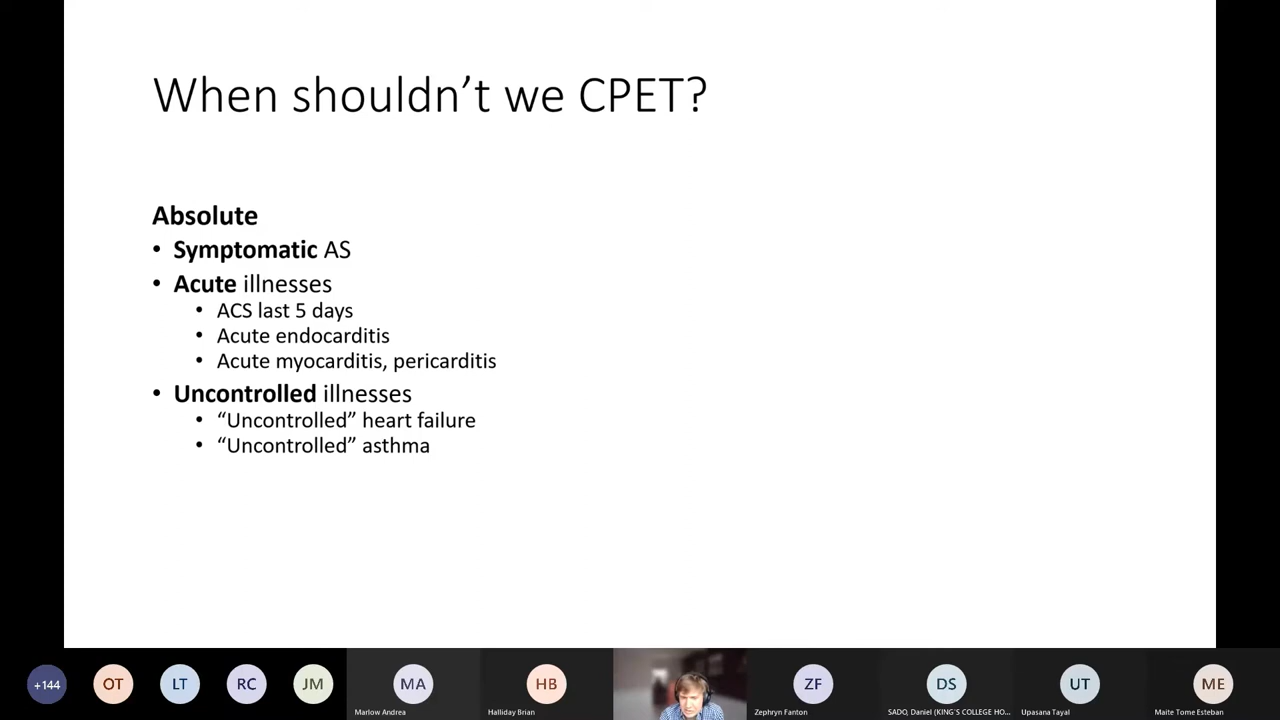 When shouldn't we CPET?
Absolute
• Symptomatic AS
• Acute illnesses
• ACS last 5 days
• Acute endocarditis
• Acute myocarditis, pericarditis
• Uncontrolled illnesses
• “Uncontrolled” heart failure
• “Uncontrolled” asthma
+144
OT
LT
RC
JM
MA
Marlow Andrea
HB
Halliday Brian
ZF
Zephryn Fanton
DS
SADO, Daniel (KING'S COLLEGE HO...
UT
Upasana Tayal
ME
Maite Tome Esteban